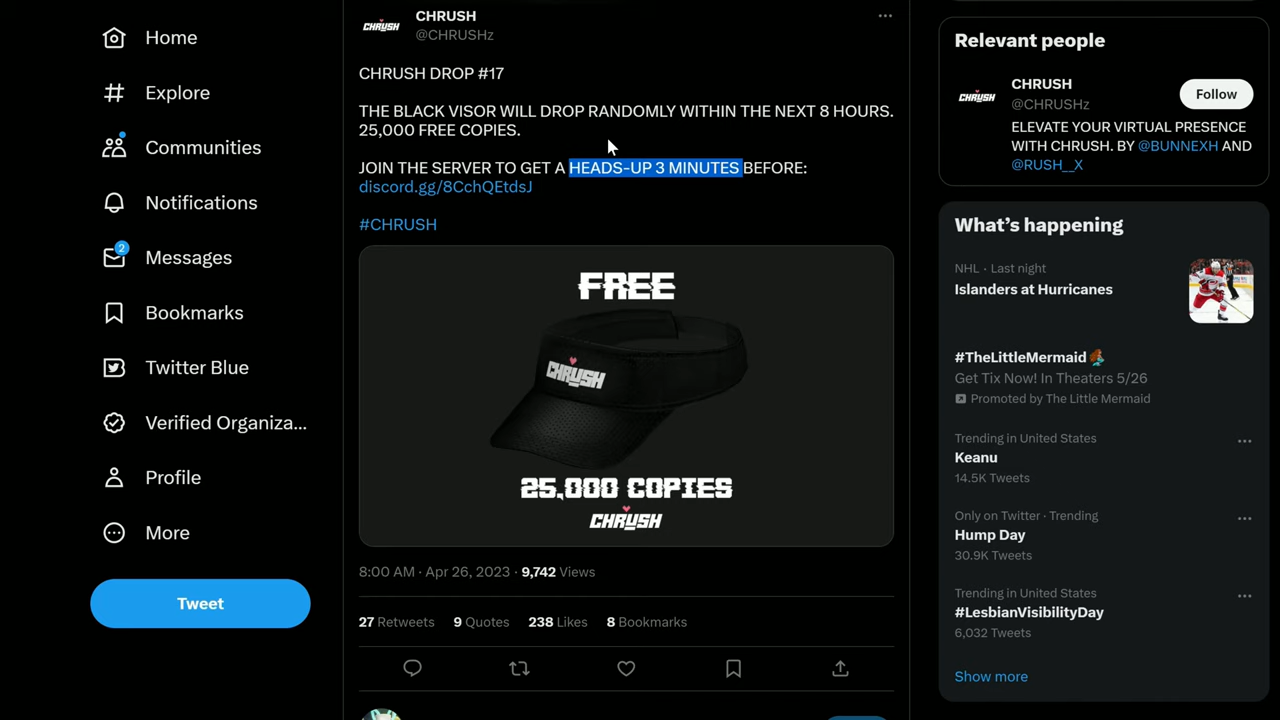 Home
Explore
Communities
Notifications
2
Messages
Bookmarks
Twitter Blue
Verified Organiza...
Profile
More
Tweet
CHRUSH
CHRUSH
@CHRUSHz
CHRUSH DROP #17
THE BLACK VISOR WILL DROP RANDOMLY WITHIN THE NEXT 8 HOURS.
25,000 FREE COPIES.
JOIN THE SERVER TO GET A HEADS-UP 3 MINUTES BEFORE:
discord.gg/8CchQEtdsJ
#CHRUSH
FREE
CHRUSH
25,000 COPIES
CHRUSH
8:00 AM · Apr 26, 2023 · 9,742 Views
27 Retweets 9 Quotes 238 Likes 8 Bookmarks
Relevant people
CHRUSH
CHRUSH
@CHRUSHz
Follow
ELEVATE YOUR VIRTUAL PRESENCE
WITH CHRUSH. BY @BUNNEXH AND
@RUSH__X
What's happening
NHL · Last night
Islanders at Hurricanes
#TheLittleMermaid
Get Tix Now! In Theaters 5/26
Promoted by The Little Mermaid
Trending in United States
Keanu
14.5K Tweets
Only on Twitter · Trending
Hump Day
30.9K Tweets
Trending in United States
#LesbianVisibilityDay
6,032 Tweets
Show more